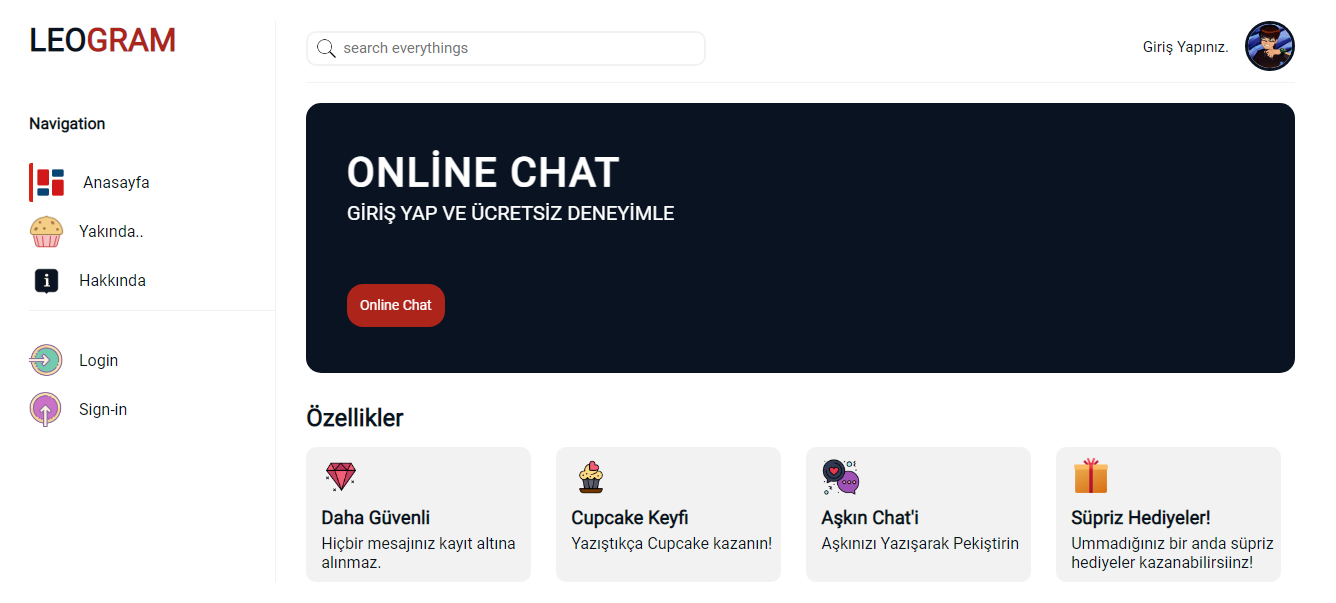 LEOGRAM
search everythings
Giriş Yapınız.
Navigation
Anasayfa
Yakında..
Hakkında
Login
Sign-in
ONLİNE CHAT
GİRİŞ YAP VE ÜCRETSİZ DENEYİMLE
Online Chat
Özellikler
Daha Güvenli
Hiçbir mesajınız kayıt altına
alınmaz.
Cupcake Keyfi
Yazıştıkça Cupcake kazanın!
Aşkın Chat'i
Aşkınızı Yazışarak Pekiştirin
Süpriz Hediyeler!
Ummadığınız bir anda süpriz
hediyeler kazanabilirsiinz!